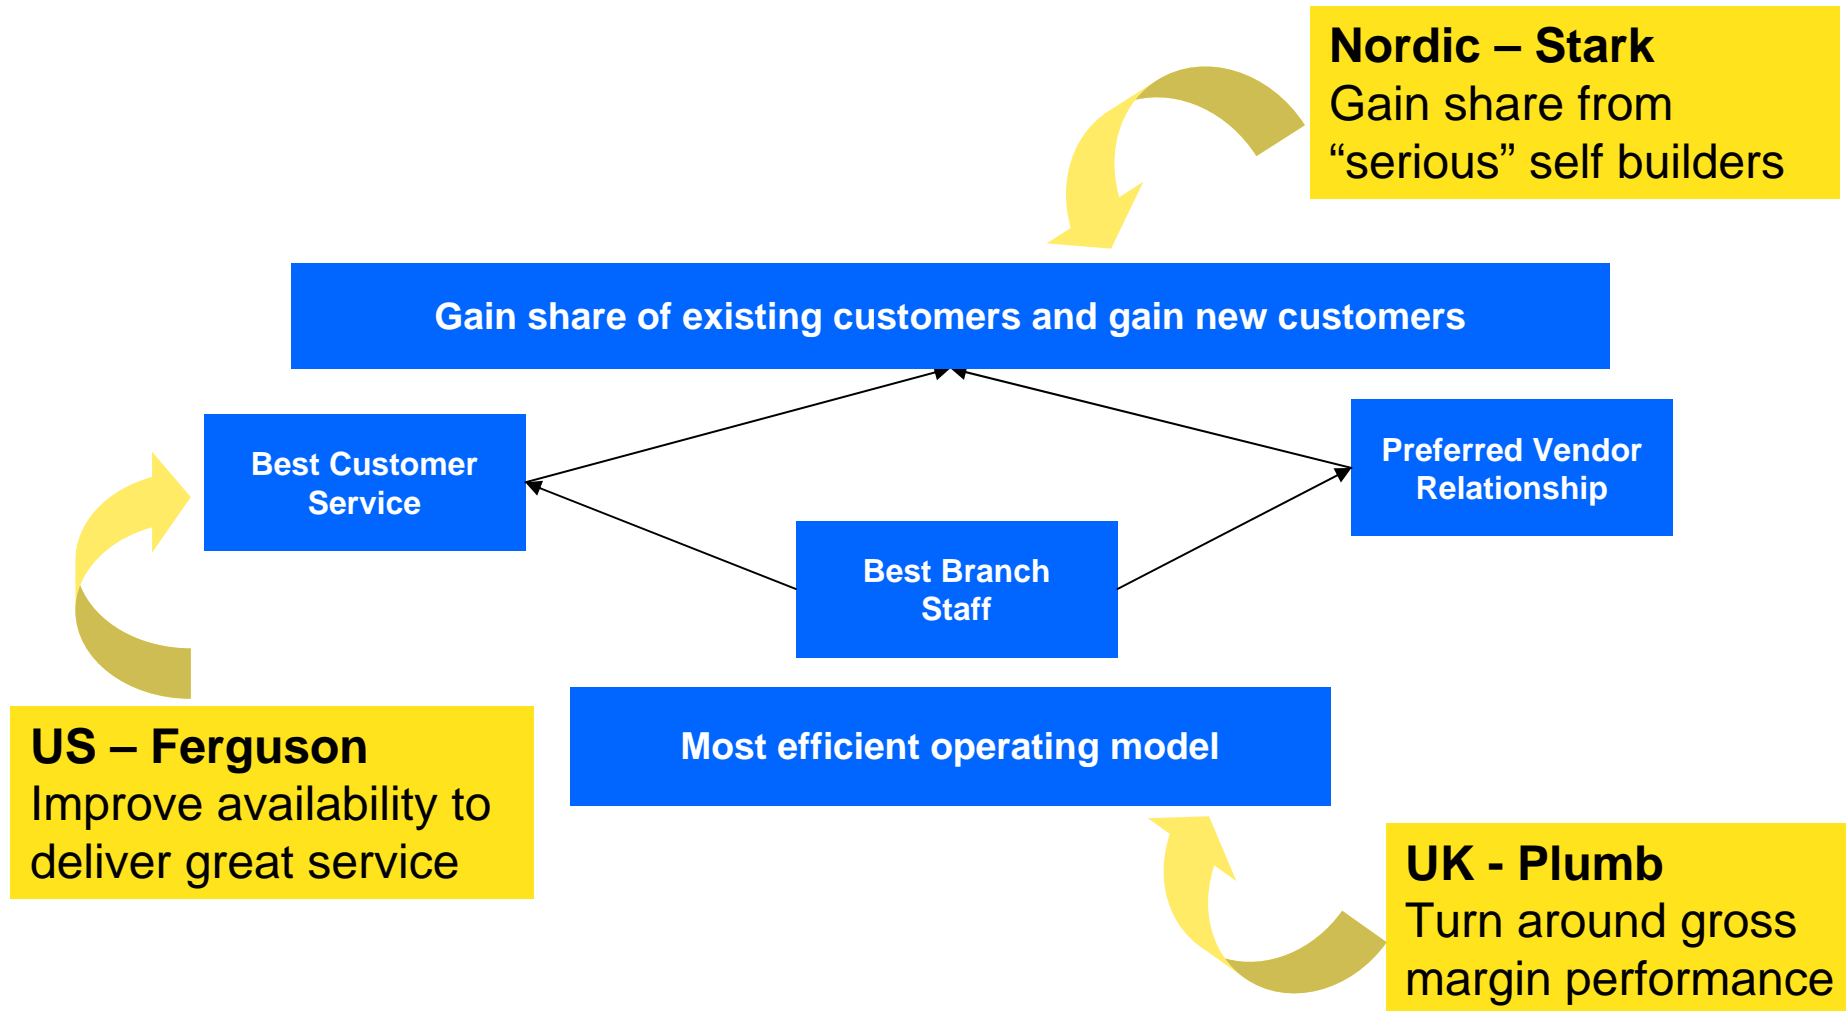 Nordic – Stark
Gain share from
“serious” self builders
Gain share of existing customers and gain new customers
Best Customer
Service
Preferred Vendor
Relationship
Best Branch
Staff
US – Ferguson
Improve availability to
deliver great service
Most efficient operating model
UK - Plumb
Turn around gross
margin performance